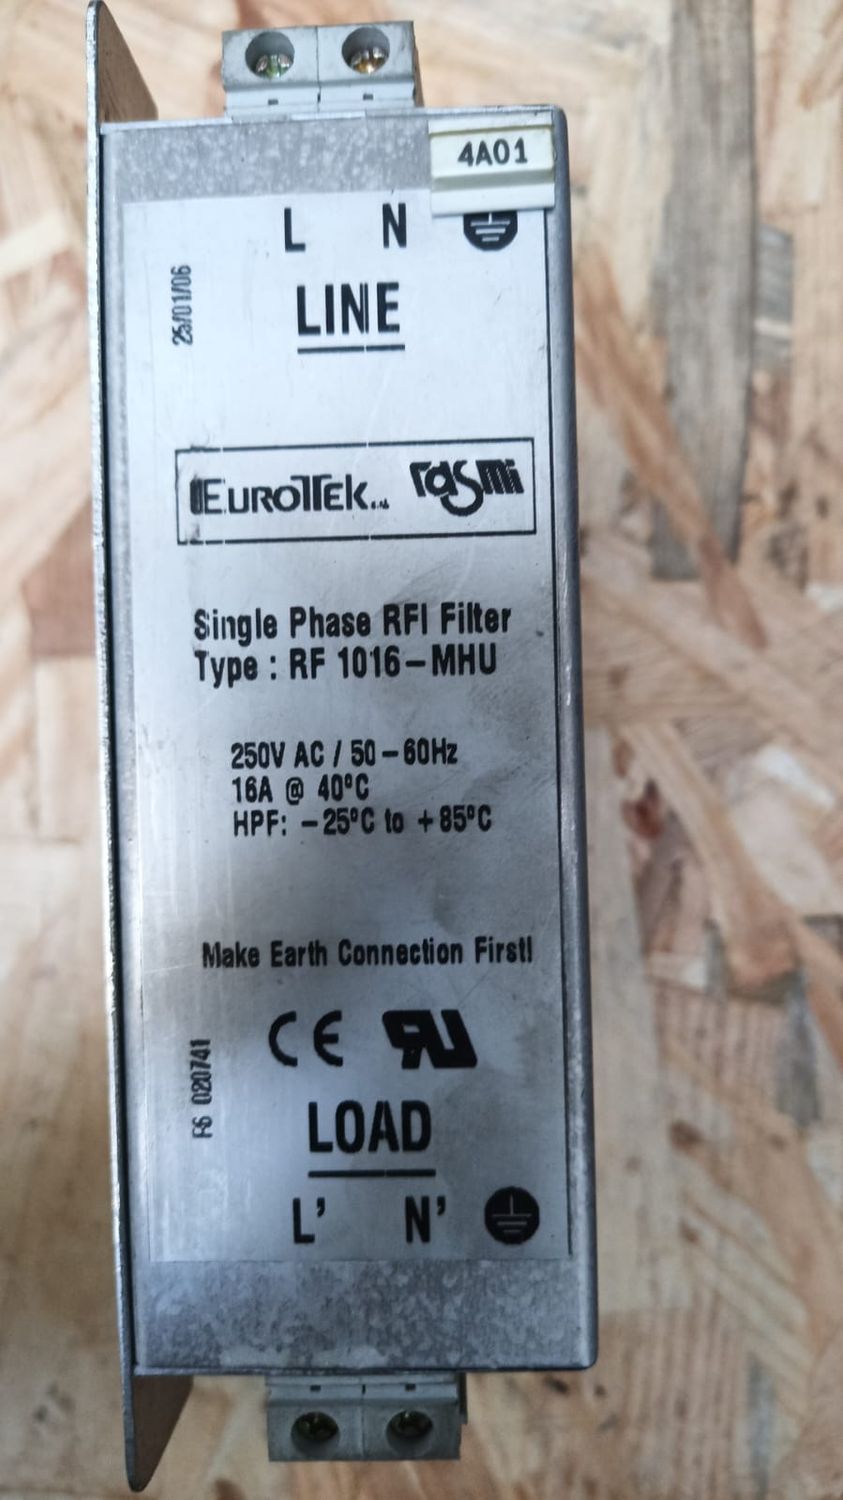 4A01
L N
LINE
25/01/06
EUROTEK rasmi
Single Phase RFI Filter
Type : RF 1016-MHU
250V AC / 50-60Hz
16A @ 40°C
HPF: -25°C to +85°C
Make Earth Connection First!
CE RU
020741
LOAD
L' N'